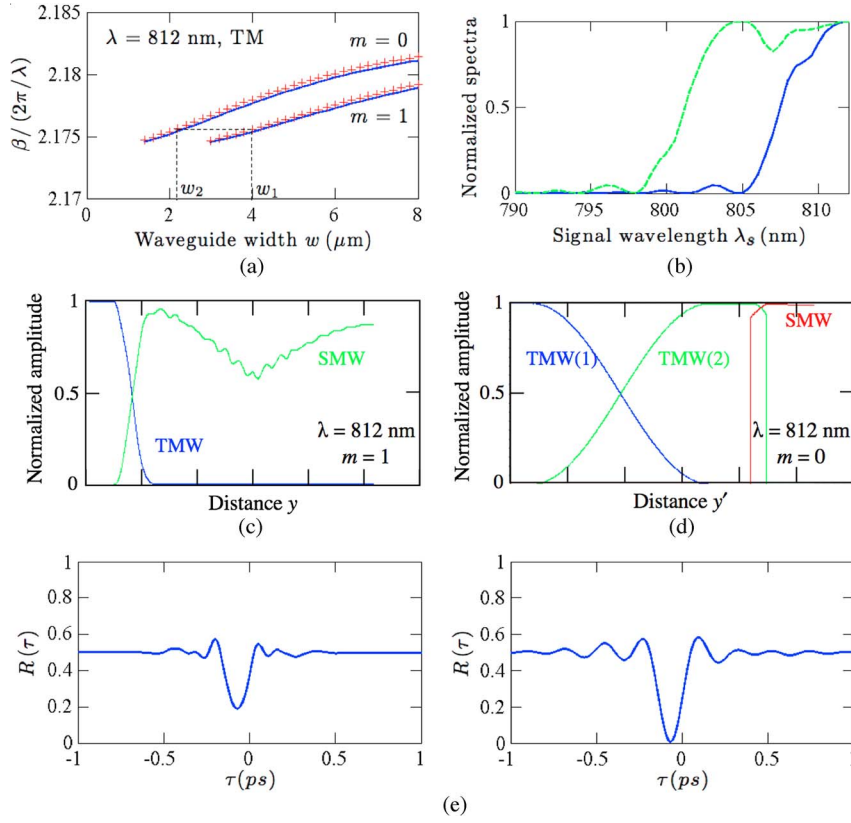 2.185
2.18
2.175
2.17
β/(2π/λ)
λ = 812 nm, TM
m = 0
m = 1
w₂
w₁
0 2 4 6 8
Waveguide width w (μm)
(a)
1
0.5
0
Normalized spectra
790 795 800 805 810
Signal wavelength λₛ (nm)
(b)
1
0.5
0
Normalized amplitude
SMW
TMW
λ = 812 nm
m = 1
Distance y
(c)
1
0.5
0
Normalized amplitude
TMW(1)
TMW(2)
SMW
λ = 812 nm
m = 0
Distance y′
(d)
1
0.8
0.6
0.4
0.2
0
R(τ)
-1 -0.5 0 0.5 1
τ(ps)
1
0.8
0.6
0.4
0.2
0
R(τ)
-1 -0.5 0 0.5 1
τ(ps)
(e)